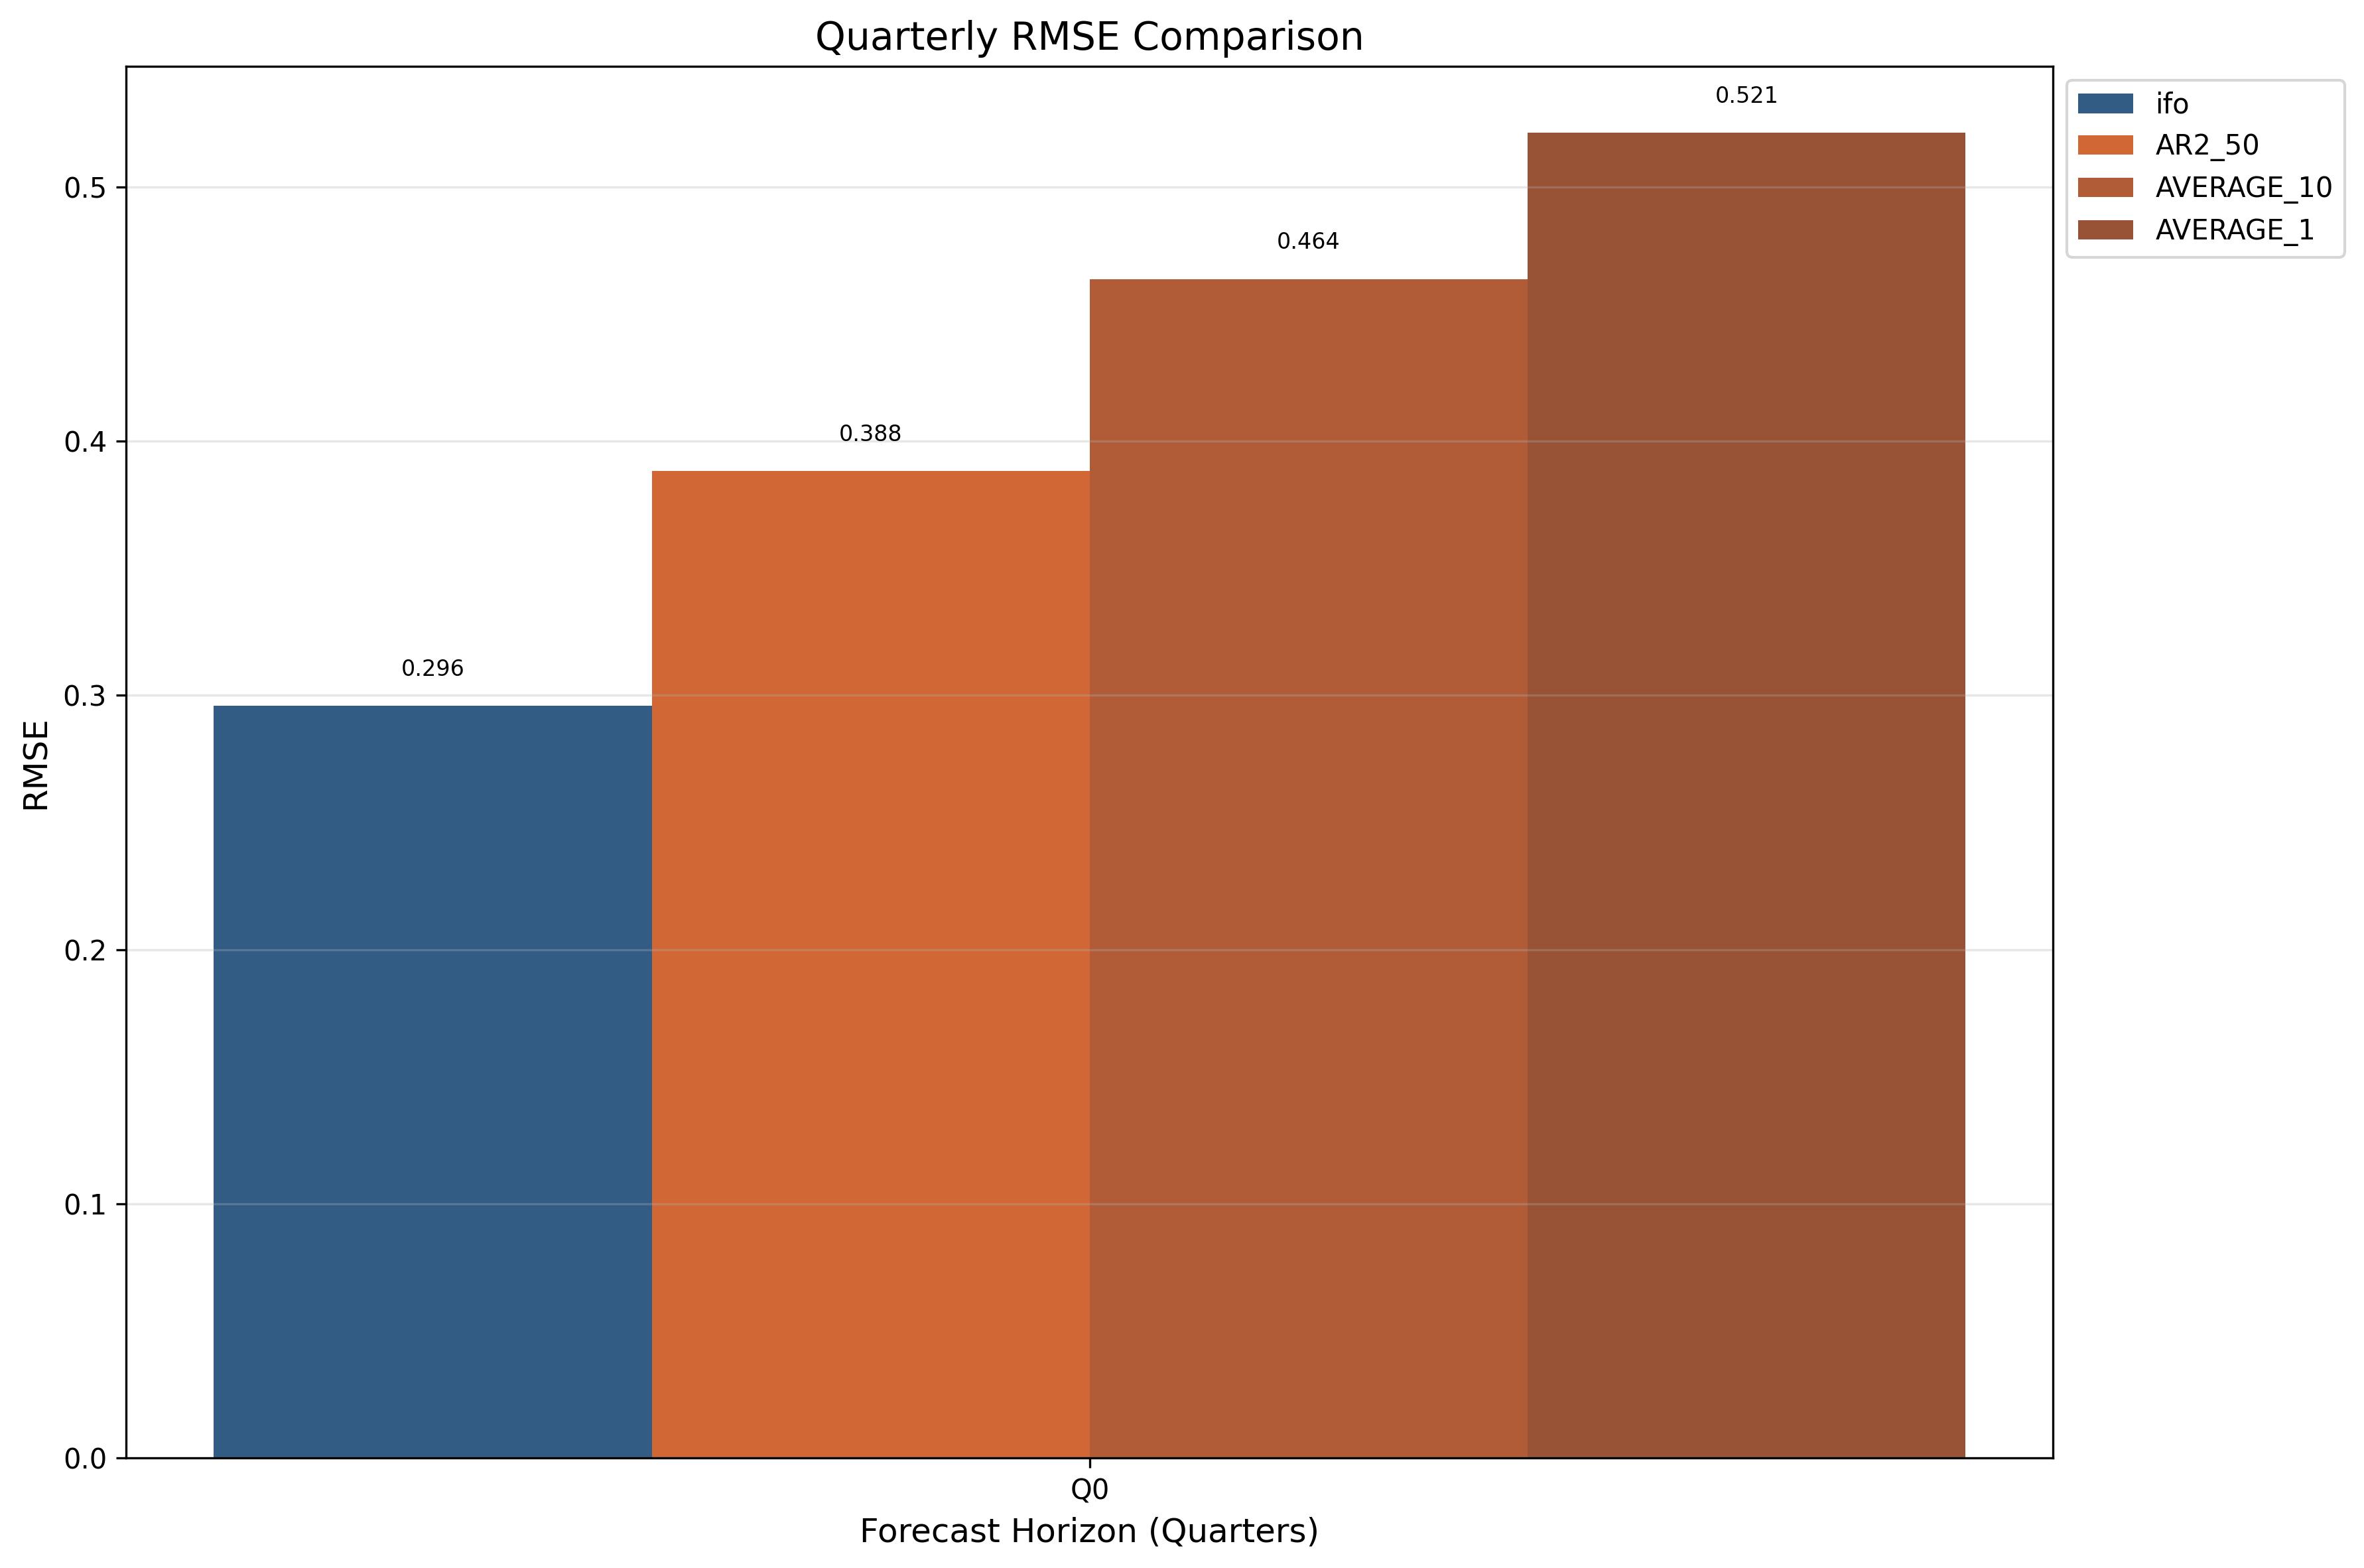 Quarterly RMSE Comparison
ifo
AR2_50
AVERAGE_10
AVERAGE_1
0.521
0.464
0.388
0.296
0.5
0.4
0.3
0.2
0.1
0.0
RMSE
Q0
Forecast Horizon (Quarters)